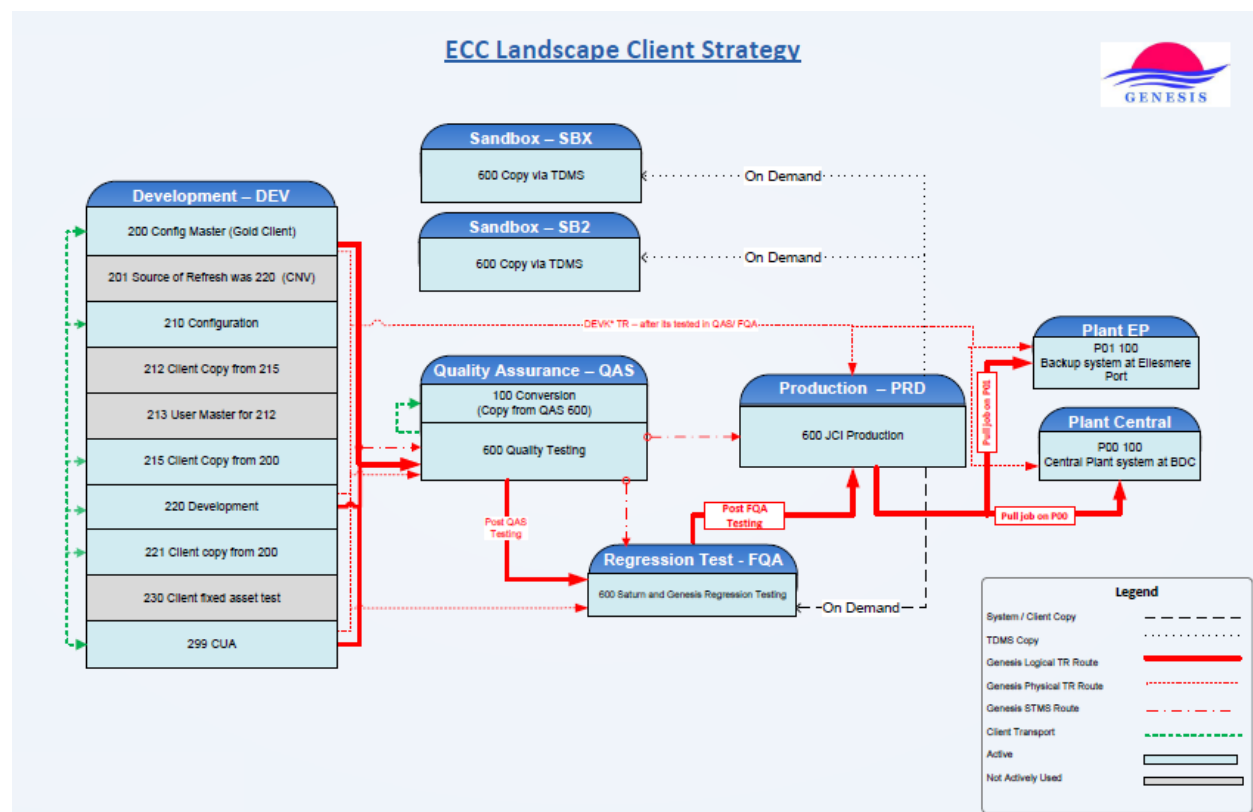 ECC Landscape Client Strategy
GENESIS
Sandbox – SBX
600 Copy via TDMS
On Demand
Sandbox – SB2
600 Copy via TDMS
On Demand
Development – DEV
200 Config Master (Gold Client)
201 Source of Refresh was 220 (CNV)
210 Configuration
212 Client Copy from 215
213 User Master for 212
215 Client Copy from 200
220 Development
221 Client copy from 200
230 Client fixed asset test
299 CUA
DEVK* TR – after its tested in QAS/ FQA
Quality Assurance – QAS
100 Conversion
(Copy from QAS 600)
600 Quality Testing
Production – PRD
600 JCI Production
Plant EP
P01 100
Backup system at Ellesmere
Port
Pull job on P01
Plant Central
P00 100
Central Plant system at BDC
Pull job on P00
Post QAS
Testing
Post FQA
Testing
Regression Test - FQA
600 Saturn and Genesis Regression Testing
On Demand
Legend
System / Client Copy
TDMS Copy
Genesis Logical TR Route
Genesis Physical TR Route
Genesis STMS Route
Client Transport
Active
Not Actively Used